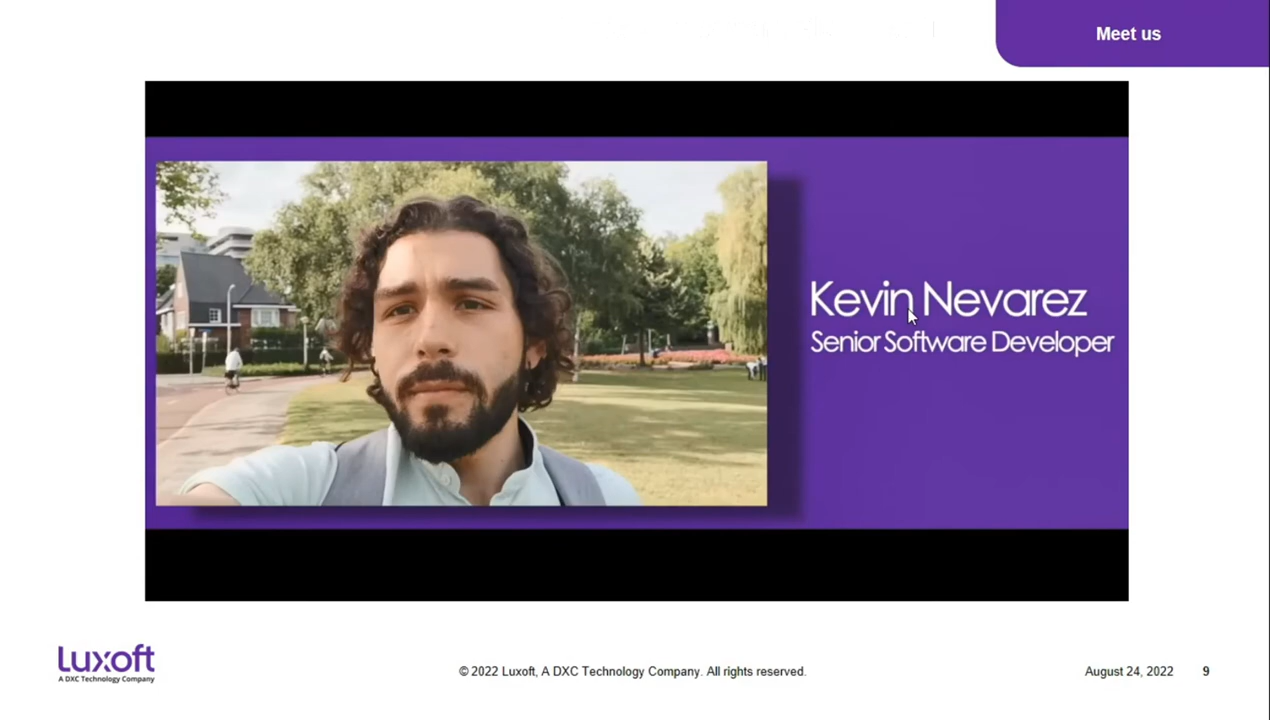 Meet us
Kevin Nevarez
Senior Software Developer
Luxoft
A DXC Technology Company
© 2022 Luxoft, A DXC Technology Company. All rights reserved.
August 24, 2022
9